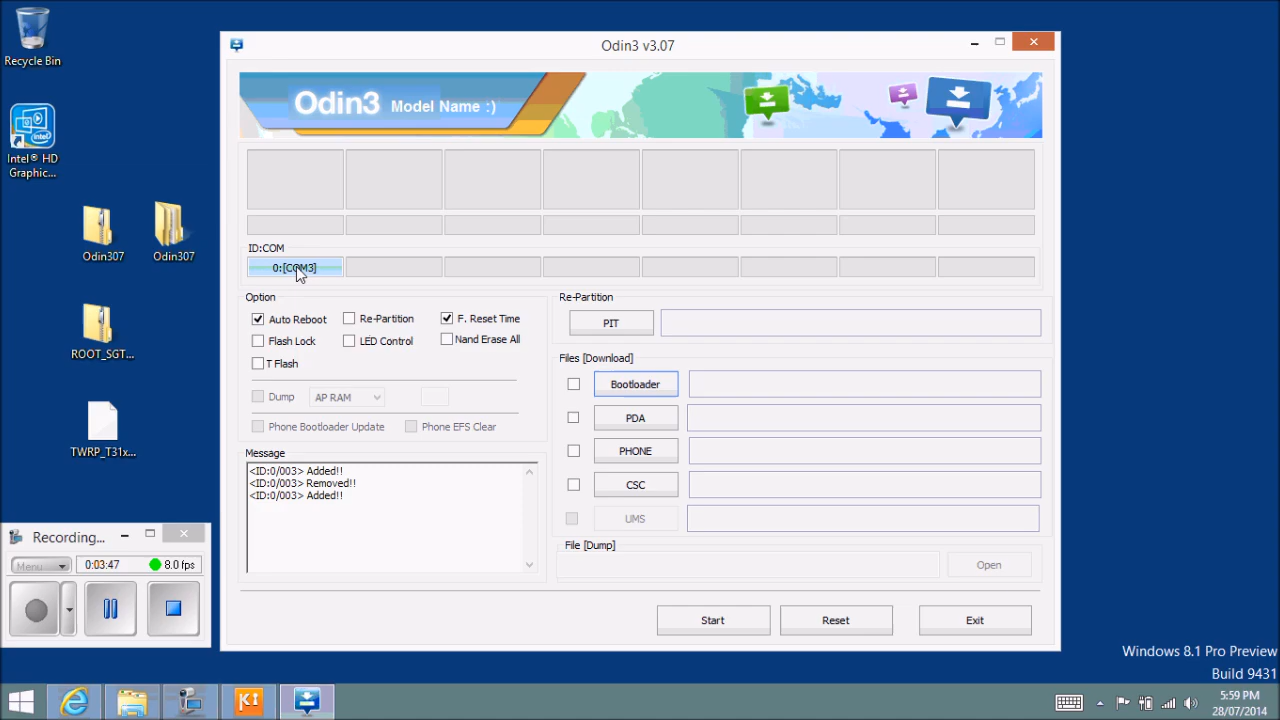 Recycle Bin
Intel® HD
Graphic...
Odin307
Odin307
ROOT_SGT...
TWRP_T31x...
Odin3 v3.07
Odin3 Model Name :)
ID:COM
0:[COM3]
Option
Auto Reboot
Re-Partition
F. Reset Time
Flash Lock
LED Control
Nand Erase All
T Flash
Dump
AP RAM
Phone Bootloader Update
Phone EFS Clear
Message
<ID:0/003> Added!!
<ID:0/003> Removed!!
<ID:0/003> Added!!
Re-Partition
PIT
Files [Download]
Bootloader
PDA
PHONE
CSC
UMS
File [Dump]
Open
Start
Reset
Exit
Recording...
Menu
0:03:47
8.0 fps
Windows 8.1 Pro Preview
Build 9431
K1
5:59 PM
28/07/2014